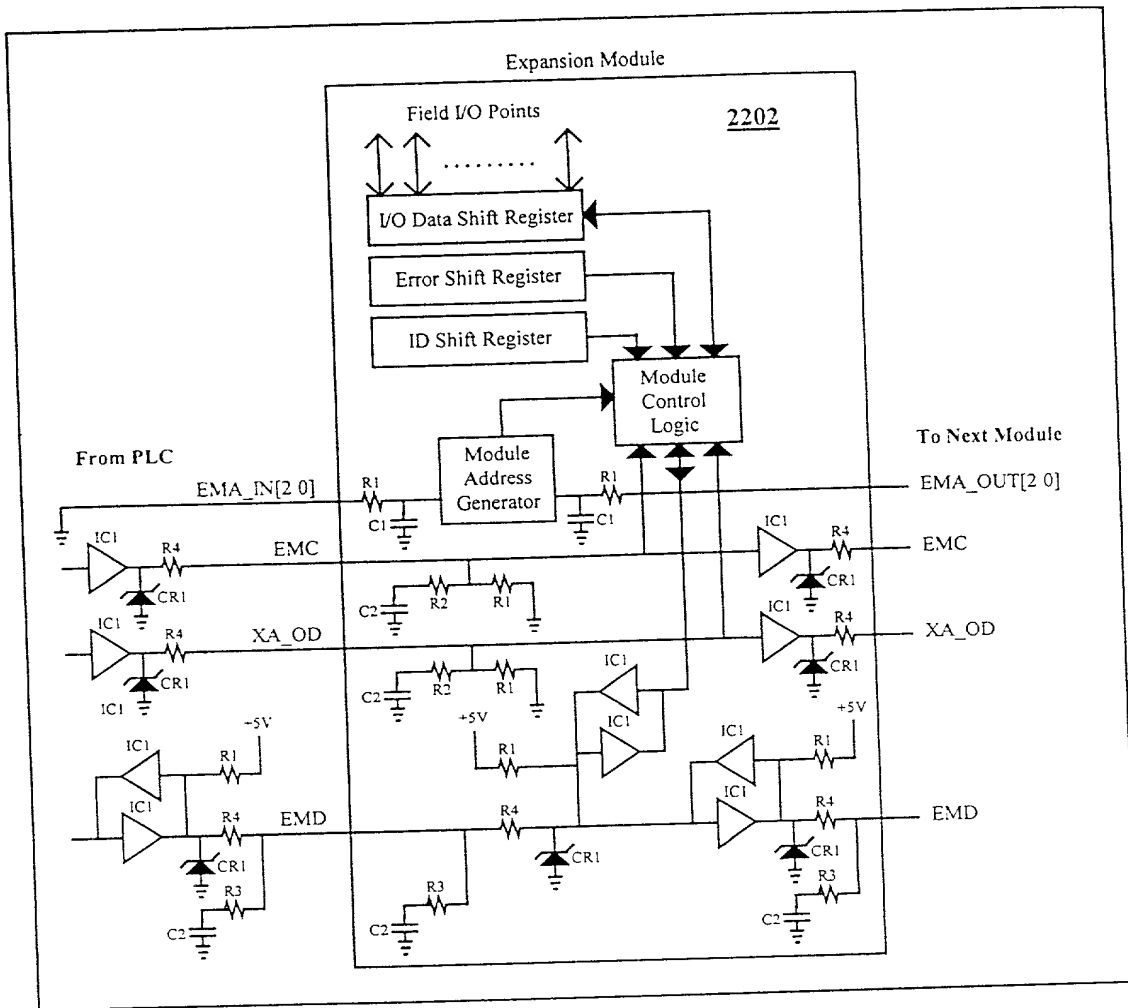 Expansion Module
Field I/O Points
2202
I/O Data Shift Register
Error Shift Register
ID Shift Register
Module
Control
Logic
From PLC
To Next Module
Module
Address
Generator
EMA_IN[2 0]
R1
C1
R1
C1
EMA_OUT[2 0]
IC1
R4
EMC
CR1
C2
R2
R1
IC1
R4
EMC
CR1
IC1
R4
XA_OD
CR1
IC1
C2
R2
R1
IC1
R4
XA_OD
CR1
+5V
IC1
R1
IC1
R4
EMD
CR1
R3
C2
+5V
R1
IC1
IC1
R4
CR1
R3
C2
+5V
IC1
R1
IC1
R4
EMD
CR1
R3
C2